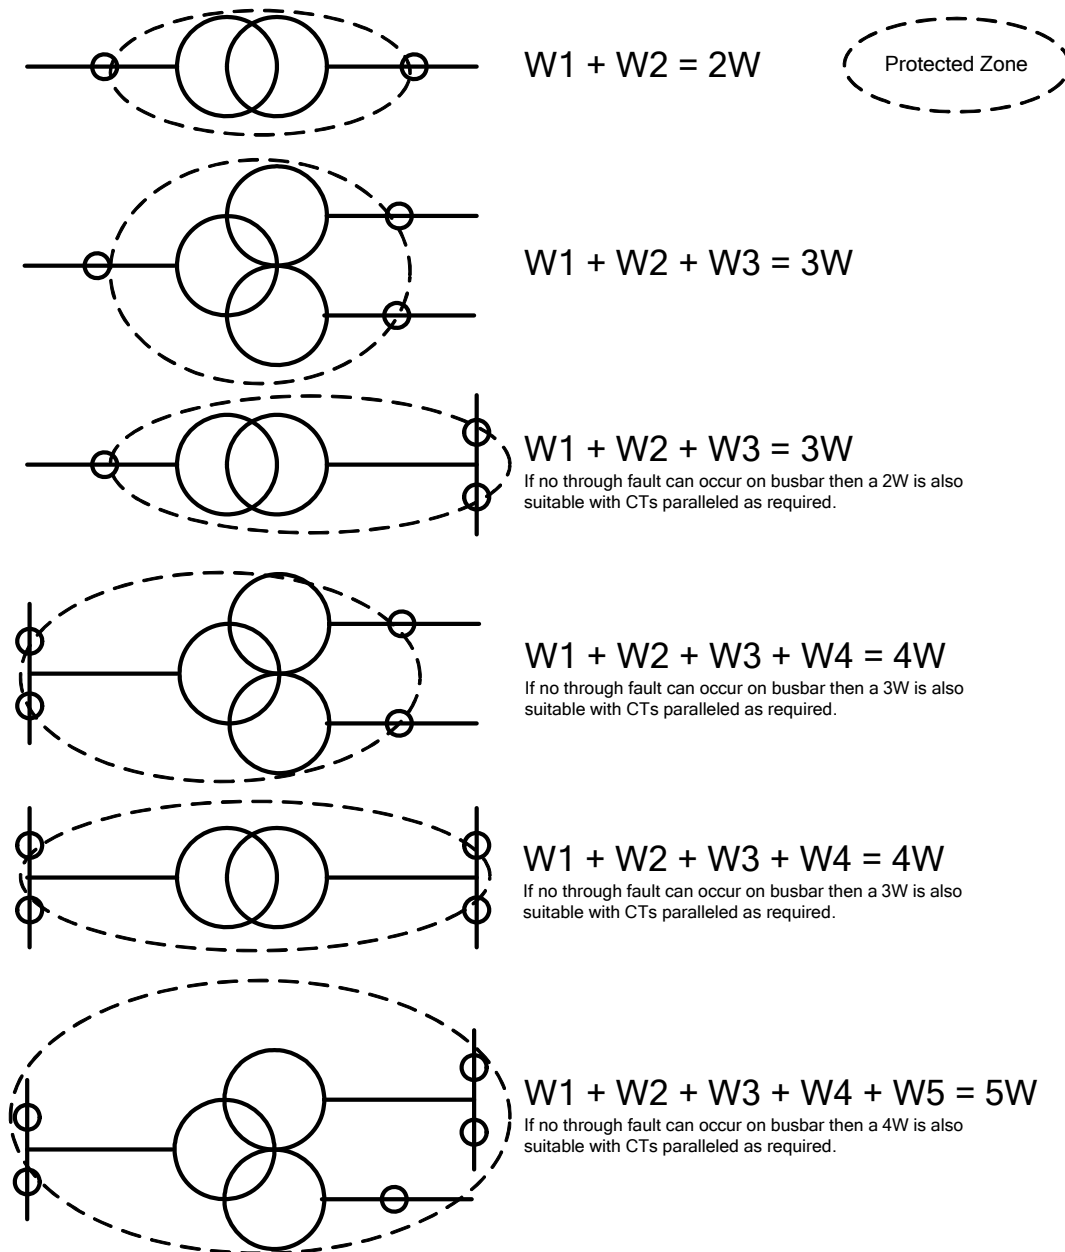 W1 + W2 = 2W
Protected Zone
W1 + W2 + W3 = 3W
W1 + W2 + W3 = 3W
If no through fault can occur on busbar then a 2W is also
suitable with CTs paralleled as required.
W1 + W2 + W3 + W4 = 4W
If no through fault can occur on busbar then a 3W is also
suitable with CTs paralleled as required.
W1 + W2 + W3 + W4 = 4W
If no through fault can occur on busbar then a 3W is also
suitable with CTs paralleled as required.
W1 + W2 + W3 + W4 + W5 = 5W
If no through fault can occur on busbar then a 4W is also
suitable with CTs paralleled as required.